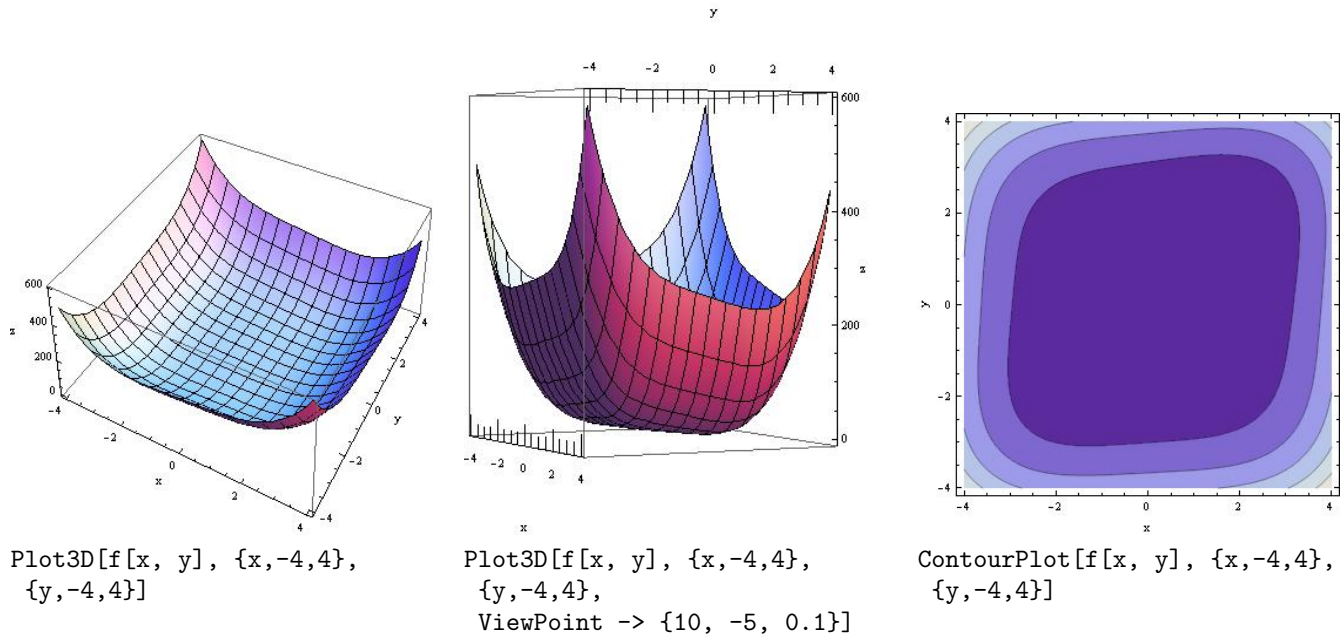 600
400
200
0
z
-4
-2
0
2
4
x
-4
-2
0
2
4
y
y
-4
-2
0
2
4
600
400
200
0
z
-4
-2
0
2
4
x
4
2
0
-2
-4
y
-4
-2
0
2
4
x
Plot3D[f[x, y], {x,-4,4},
{y,-4,4}]
Plot3D[f[x, y], {x,-4,4},
{y,-4,4},
ViewPoint -> {10, -5, 0.1}]
ContourPlot[f[x, y], {x,-4,4},
{y,-4,4}]